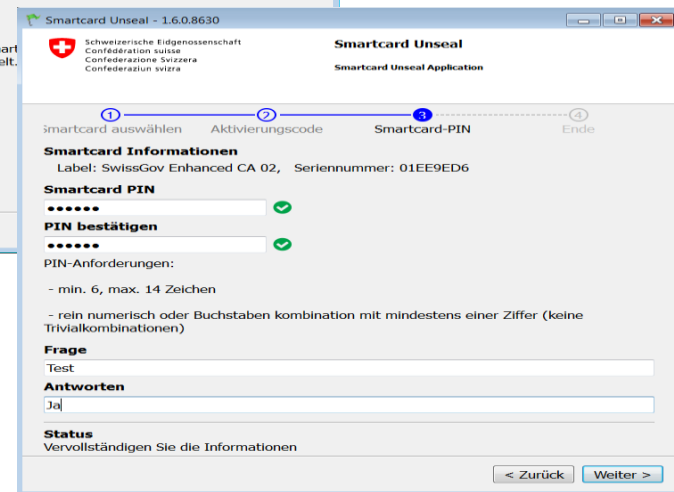 Smartcard Unseal - 1.6.0.8630
Schweizerische Eidgenossenschaft
Confédération suisse
Confederazione Svizzera
Confederaziun svizra
Smartcard Unseal
Smartcard Unseal Application
1 2 3 4
Smartcard auswählen Aktivierungscode Smartcard-PIN Ende
Smartcard Informationen
Label: SwissGov Enhanced CA 02, Seriennummer: 01EE9ED6
Smartcard PIN
••••••
PIN bestätigen
••••••
PIN-Anforderungen:
- min. 6, max. 14 Zeichen
- rein numerisch oder Buchstaben kombination mit mindestens einer Ziffer (keine
Trivialkombinationen)
Frage
Test
Antworten
Ja
Status
Vervollständigen Sie die Informationen
< Zurück Weiter >